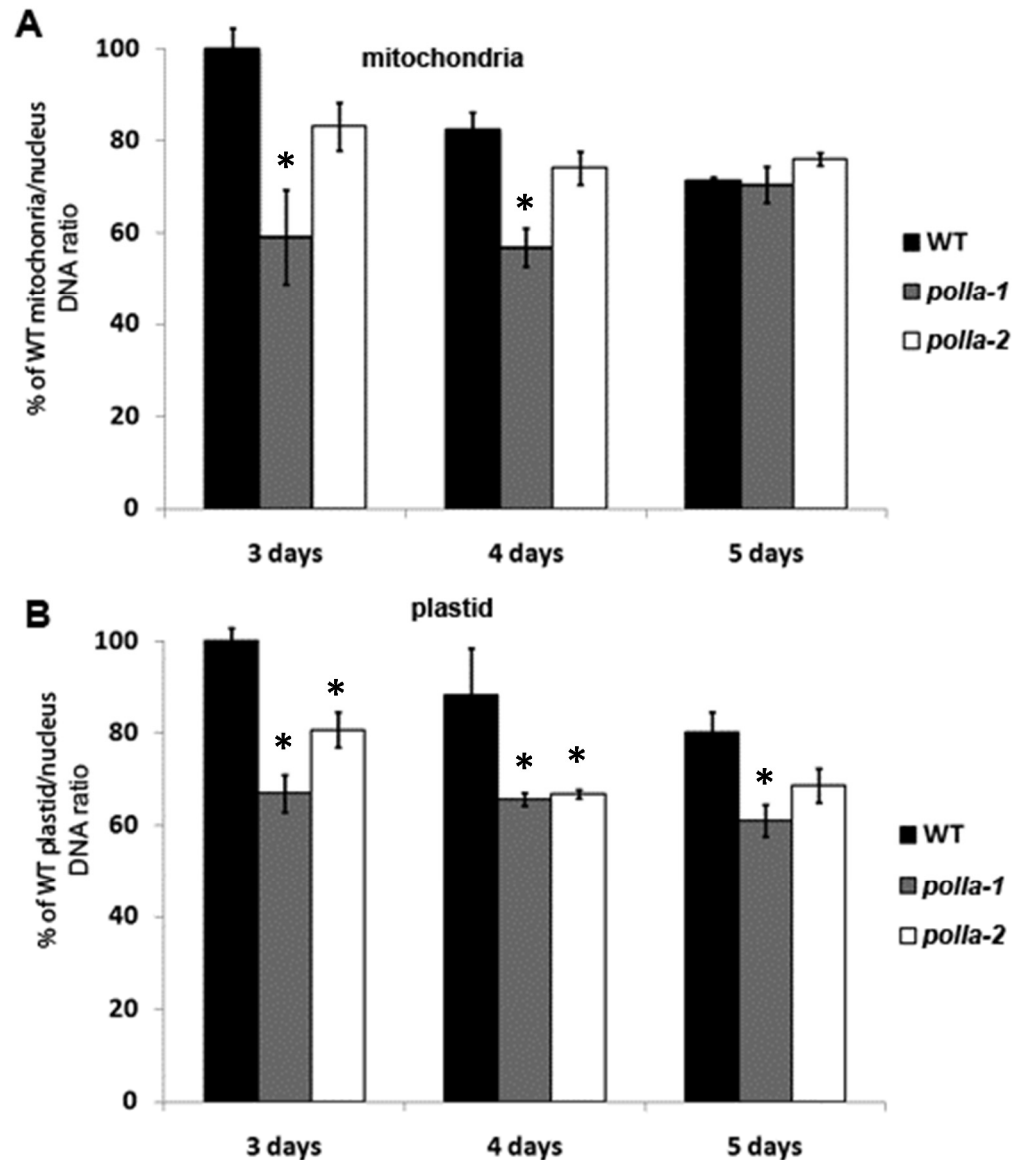 A
mitochondria
% of WT mitochonria/nucleus
DNA ratio
100
80
60
40
20
0
*
*
3 days
4 days
5 days
WT
polla-1
polla-2
B
plastid
% of WT plastid/nucleus
DNA ratio
100
80
60
40
20
0
*
*
*
*
*
3 days
4 days
5 days
WT
polla-1
polla-2